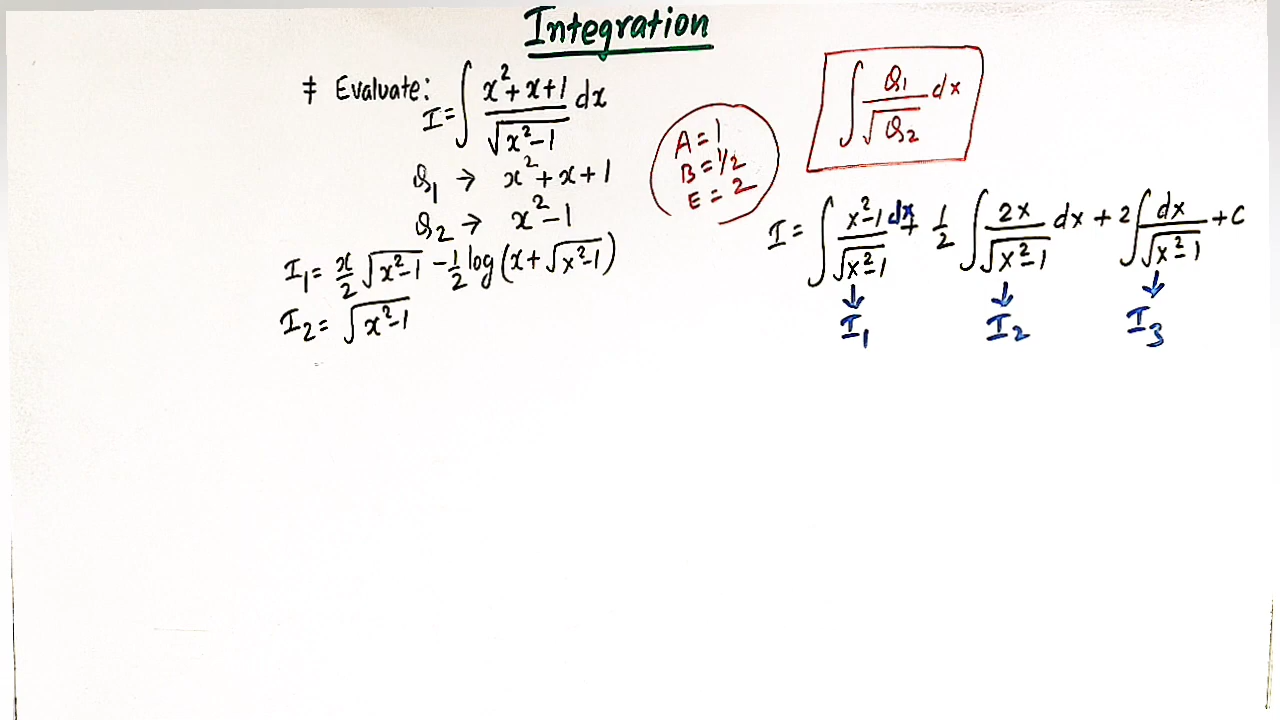 Integration
# Evaluate: I = ∫ (x² + x + 1)/√(x² − 1) dx
∫ Q₁/√Q₂ dx
Q₁ → x² + x + 1
Q₂ → x² − 1
A = 1
B = 1/2
E = 2
I = ∫ (x² − 1)/√(x² − 1) dx + 1/2 ∫ 2x/√(x² − 1) dx + 2∫ dx/√(x² − 1) + C
↓ ↓ ↓
I₁ I₂ I₃
I₁ = x/2 √(x² − 1) − 1/2 log(x + √(x² − 1))
I₂ = √(x² − 1)